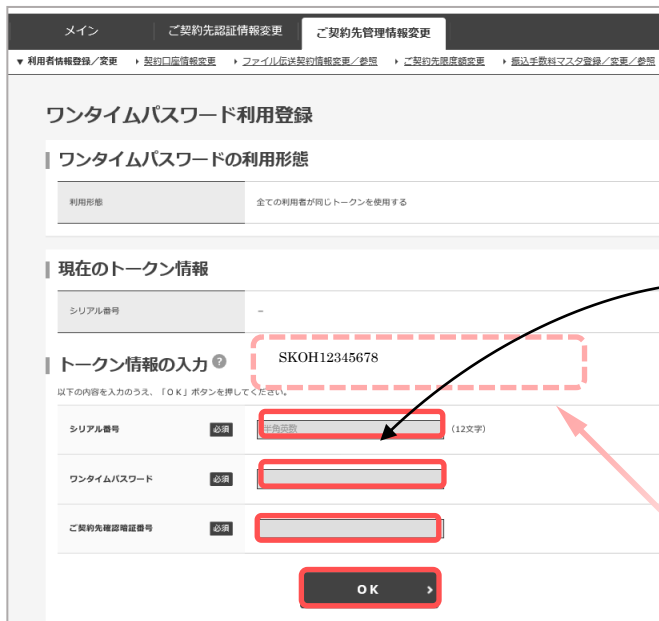 メイン ご契約先認証情報変更 ご契約先管理情報変更
▼ 利用者情報登録/変更 ▸ 契約口座情報変更 ▸ ファイル伝送契約情報変更/参照 ▸ ご契約先限度額変更 ▸ 振込手数料マスタ登録/変更/参照
ワンタイムパスワード利用登録
ワンタイムパスワードの利用形態
利用形態 全ての利用者が同じトークンを使用する
現在のトークン情報
シリアル番号 －
SKOH12345678
トークン情報の入力 ?
以下の内容を入力のうえ、「OK」ボタンを押してください。
シリアル番号 必須 半角英数 (12文字)
ワンタイムパスワード 必須
ご契約先確認暗証番号 必須
OK ›